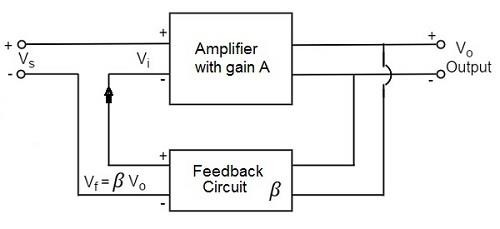 +
Vs
-
+
Vi
-
Amplifier
with gain A
+
Vo
Output
-
+
Vf = β Vo
-
Feedback
Circuit β